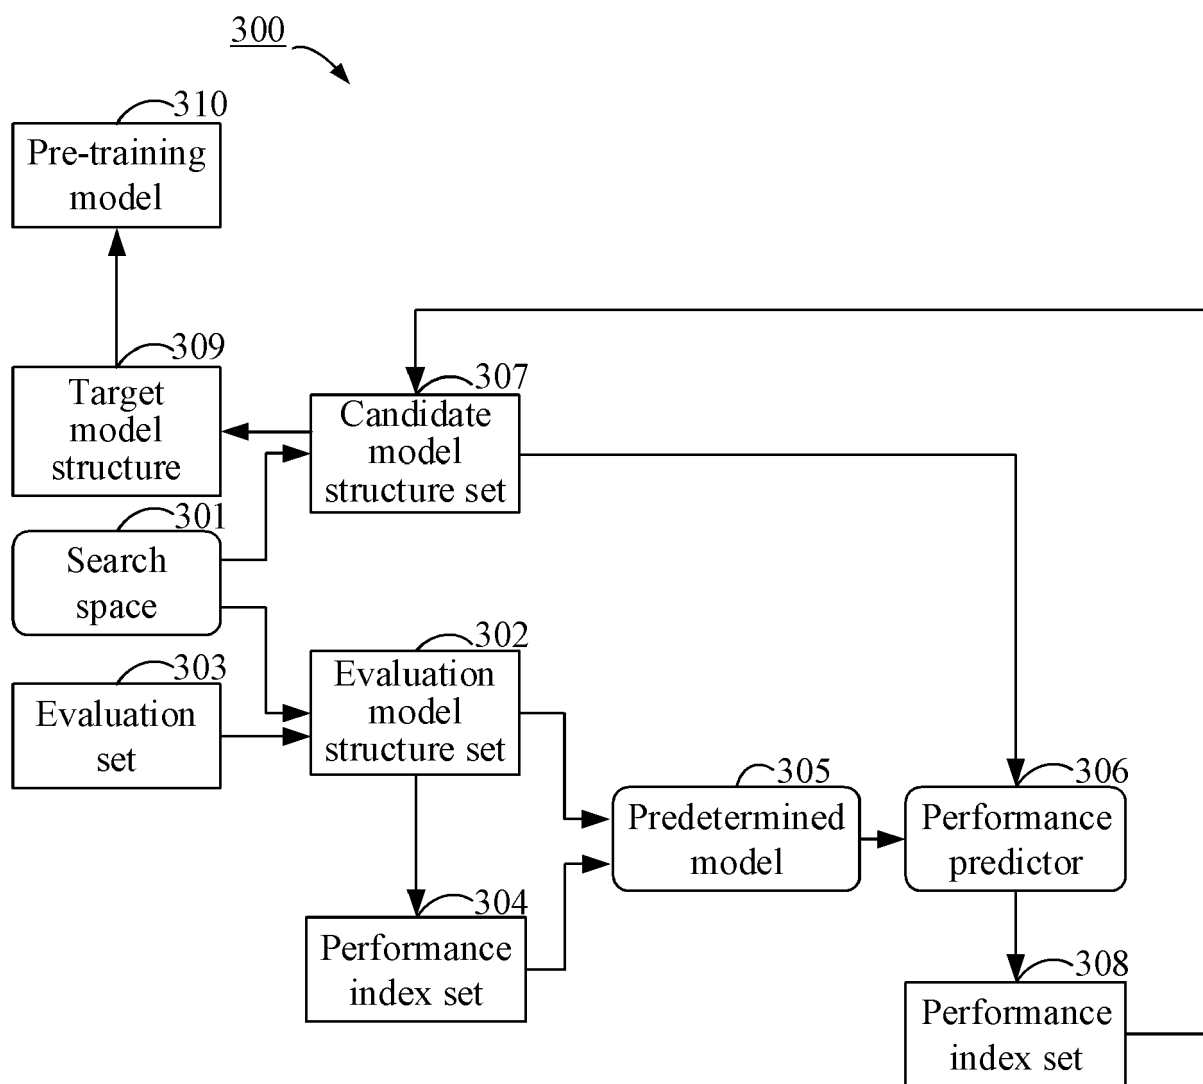 300
310
Pre-training
model
309
Target
model
structure
307
Candidate
model
structure set
301
Search
space
302
Evaluation
model
structure set
303
Evaluation
set
305
Predetermined
model
306
Performance
predictor
304
Performance
index set
308
Performance
index set